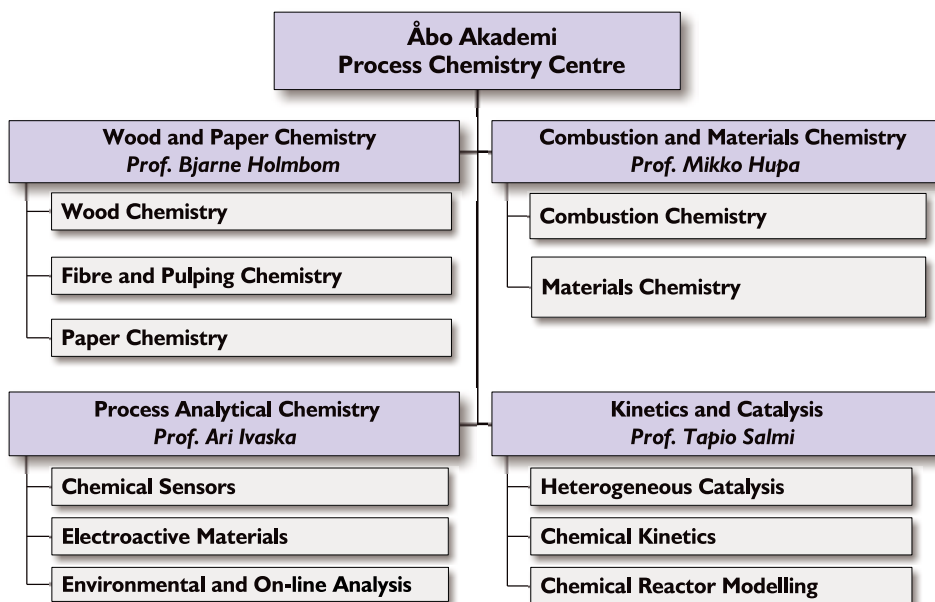 Åbo Akademi
Process Chemistry Centre
Wood and Paper Chemistry
Prof. Bjarne Holmbom
Wood Chemistry
Fibre and Pulping Chemistry
Paper Chemistry
Combustion and Materials Chemistry
Prof. Mikko Hupa
Combustion Chemistry
Materials Chemistry
Process Analytical Chemistry
Prof. Ari Ivaska
Chemical Sensors
Electroactive Materials
Environmental and On-line Analysis
Kinetics and Catalysis
Prof. Tapio Salmi
Heterogeneous Catalysis
Chemical Kinetics
Chemical Reactor Modelling